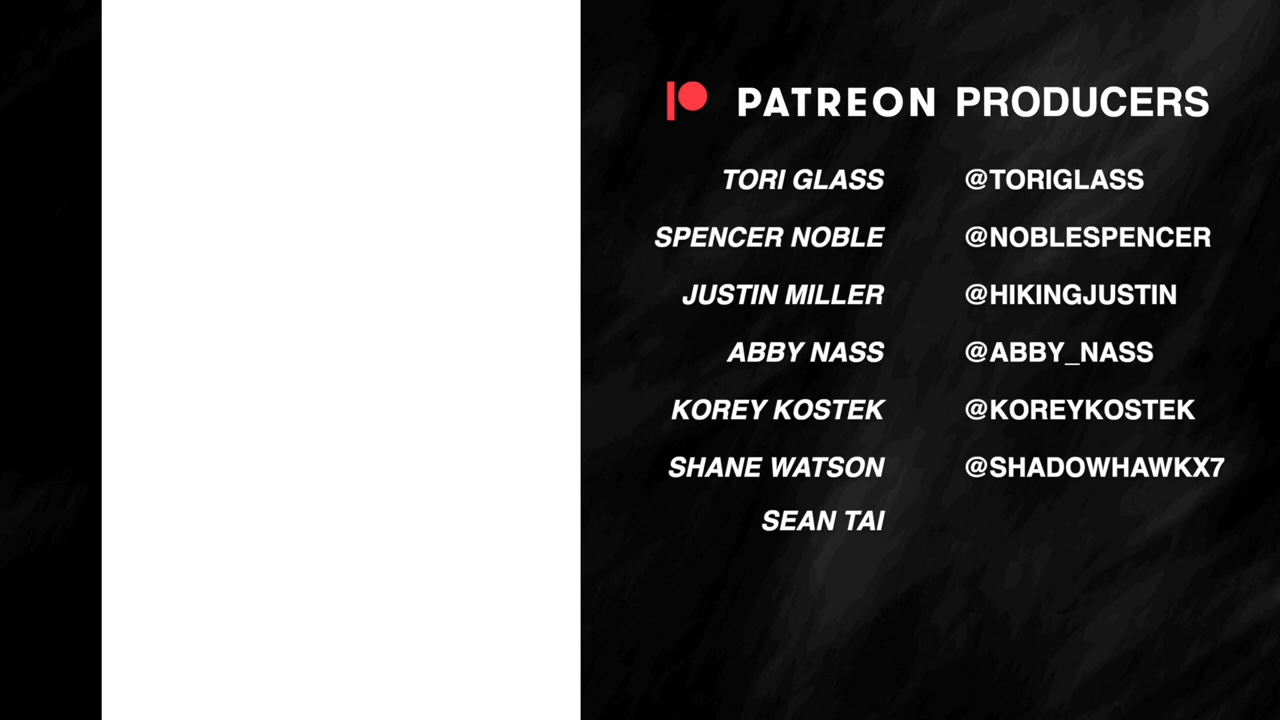 PATREON PRODUCERS
TORI GLASS @TORIGLASS
SPENCER NOBLE @NOBLESPENCER
JUSTIN MILLER @HIKINGJUSTIN
ABBY NASS @ABBY_NASS
KOREY KOSTEK @KOREYKOSTEK
SHANE WATSON @SHADOWHAWKX7
SEAN TAI